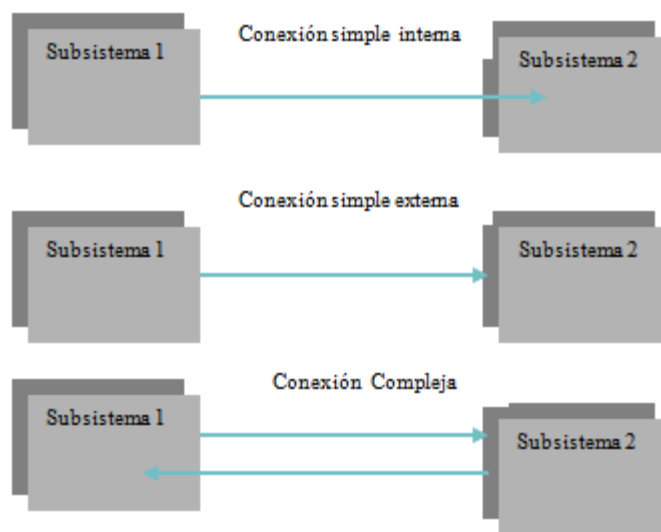 Conexión simple interna
Subsistema 1
Subsistema 2
Conexión simple externa
Subsistema 1
Subsistema 2
Conexión Compleja
Subsistema 1
Subsistema 2